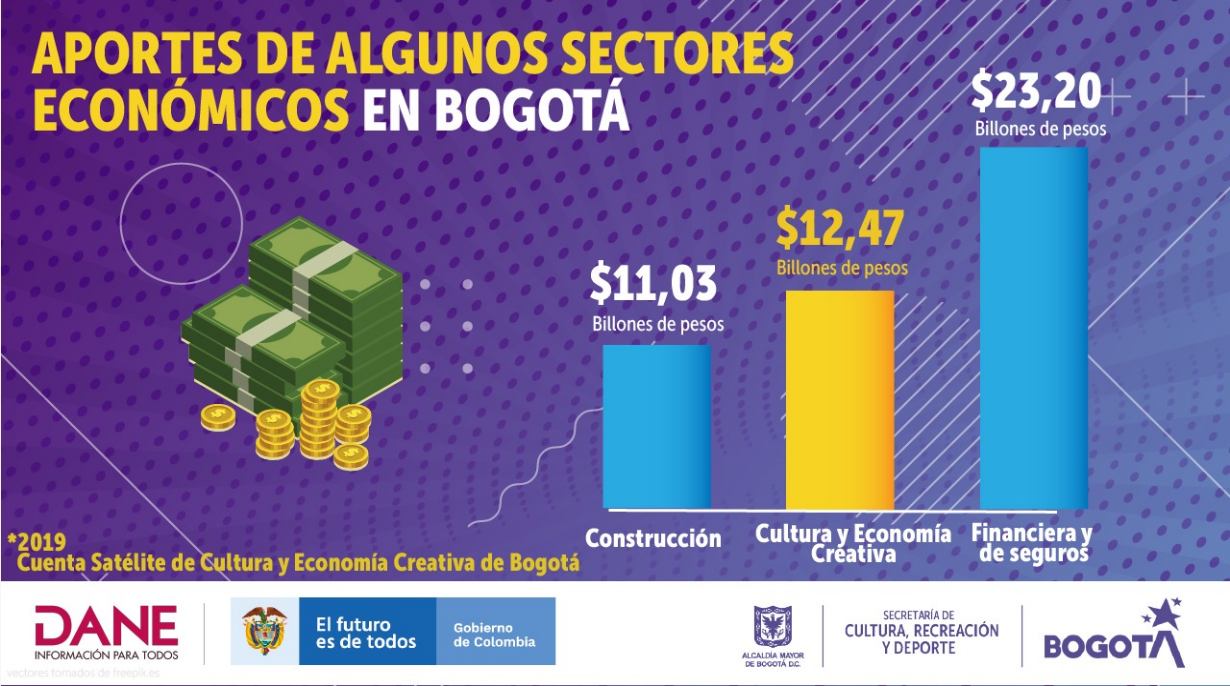 APORTES DE ALGUNOS SECTORES
ECONÓMICOS EN BOGOTÁ
$11,03
Billones de pesos
$12,47
Billones de pesos
$23,20
Billones de pesos
Construcción
Cultura y Economía
Creativa
Financiera y
de seguros
*2019
Cuenta Satélite de Cultura y Economía Creativa de Bogotá
DANE
INFORMACIÓN PARA TODOS
El futuro
es de todos
Gobierno
de Colombia
ALCALDÍA MAYOR
DE BOGOTÁ D.C.
SECRETARÍA DE
CULTURA, RECREACIÓN
Y DEPORTE
BOGOTÁ
vectores tomados de freepik.es